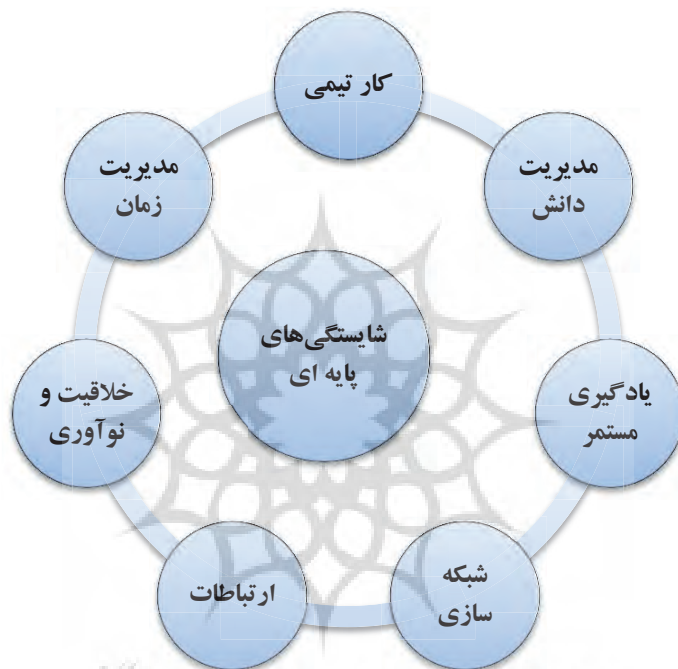 کار تیمی
مدیریت
دانش
یادگیری
مستمر
شبکه
سازی
ارتباطات
خلاقیت و
نوآوری
مدیریت
زمان
شایستگی‌های
پایه ای